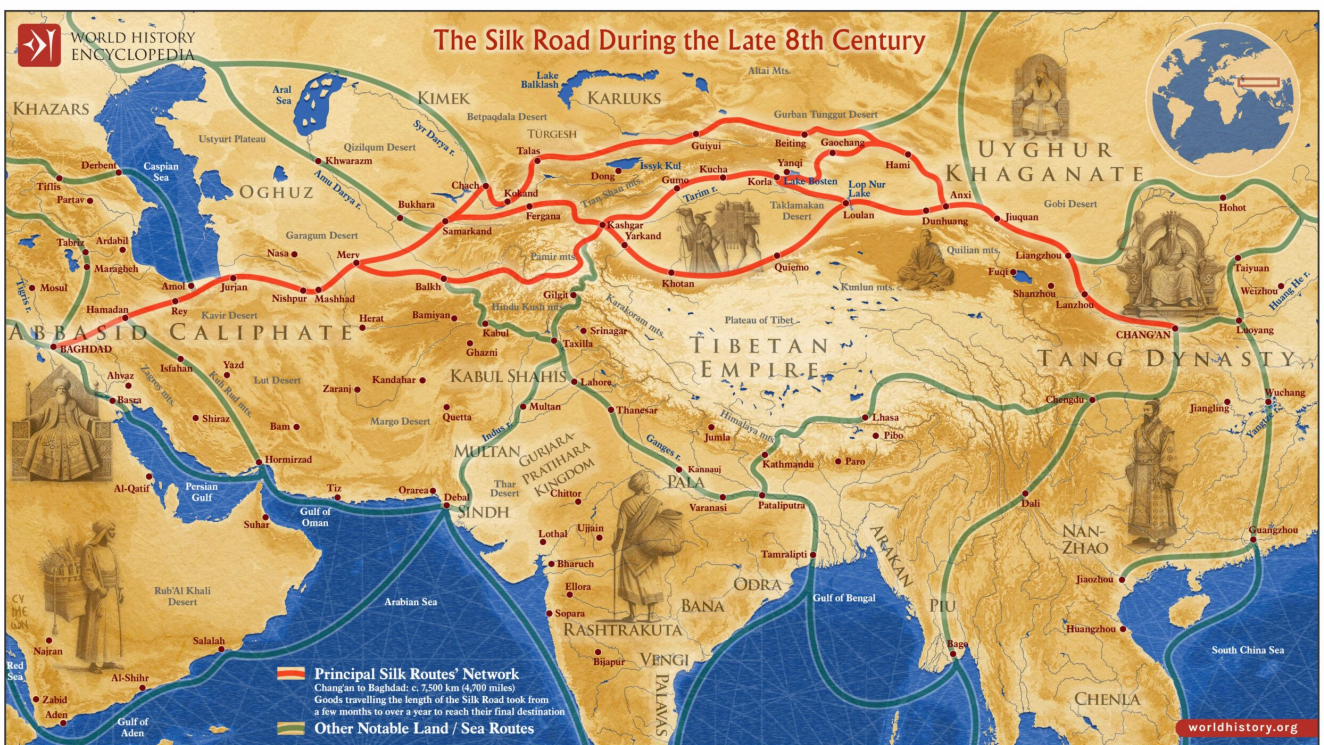 WORLD HISTORY
ENCYCLOPEDIA
The Silk Road During the Late 8th Century
KHAZARS
Aral
Sea
KIMEK
Lake
Balklash
KARLUKS
Altai Mts.
Betpaqdala Desert
Ustyurt Plateau
Qizilqum Desert
Syr Darya r.
TÜRGESH
Gurban Tunggut Desert
UYGHUR
KHAGANATE
Derbent
Caspian
Sea
Tiflis
Partav
OGHUZ
Khwarazm
Amu Darya r.
Talas
Guiyui
Beiting
Gaochang
Hami
Issyk Kul
Dong
Chach
Kokand
Fergana
Tian Shan mts.
Gumo
Kucha
Tarim r.
Yanqi
Korla
Lake Bosten
Lop Nur
Lake
Loulan
Taklamakan
Desert
Anxi
Dunhuang
Jiuquan
Gobi Desert
Hohot
Bukhara
Samarkand
Kashgar
Yarkand
Tabriz
Ardabil
Maragheh
Mosul
Tigris r.
Garagum Desert
Nasa
Merv
Pamir mts.
Quiemo
Khotan
Quilian mts.
Liangzhou
Fuqi
Shanzhou
Lanzhou
Taiyuan
Weizhou
Huang He r.
Amol
Jurjan
Nishpur
Mashhad
Balkh
Hamadan
Rey
Kavir Desert
Gilgit
Kunlun mts.
Hindu Kush mts.
Karakoram mts.
ABBASID CALIPHATE
Herat
Bamiyan
Kabul
Srinagar
Taxilla
Plateau of Tibet
TIBETAN
EMPIRE
CHANG'AN
Luoyang
TANG DYNASTY
BAGHDAD
Ghazni
Isfahan
Yazd
Ahvaz
Zagros mts.
Kuh Rud mts.
Lut Desert
Zaranj
Kandahar
KABUL SHAHIS
Lahore
Basra
Shiraz
Bam
Margo Desert
Quetta
Multan
Indus r.
Thanesar
Himalaya mts.
Jumla
Lhasa
Pibo
Chengdu
Jiangling
Wuchang
MULTAN
GURJARA-
PRATIHARA
KINGDOM
Ganges r.
Kannauj
PALA
Kathmandu
Paro
Hormirzad
Al-Qatif
Persian
Gulf
Tiz
Orarea
Debal
SINDH
Thar
Desert
Chittor
Varanasi
Pataliputra
Dali
Suhar
Gulf of
Oman
Lothal
Ujjain
NAN-
ZHAO
Guangzhou
Bharuch
Tamralipti
ARAKAN
Jiaozhou
Rub'Al Khali
Desert
Arabian Sea
Ellora
Sopara
ODRA
BANA
Gulf of Bengal
PIU
RASHTRAKUTA
Huangzhou
Najran
Salalah
Bijapur
VENGI
Bago
South China Sea
Red
Sea
Al-Shihr
PALAVAS
CHENLA
Zabid
Aden
Gulf of
Aden
Principal Silk Routes' Network
Chang'an to Baghdad: c. 7,500 km (4,700 miles)
Goods travelling the length of the Silk Road took from
a few months to over a year to reach their final destination
Other Notable Land / Sea Routes
worldhistory.org